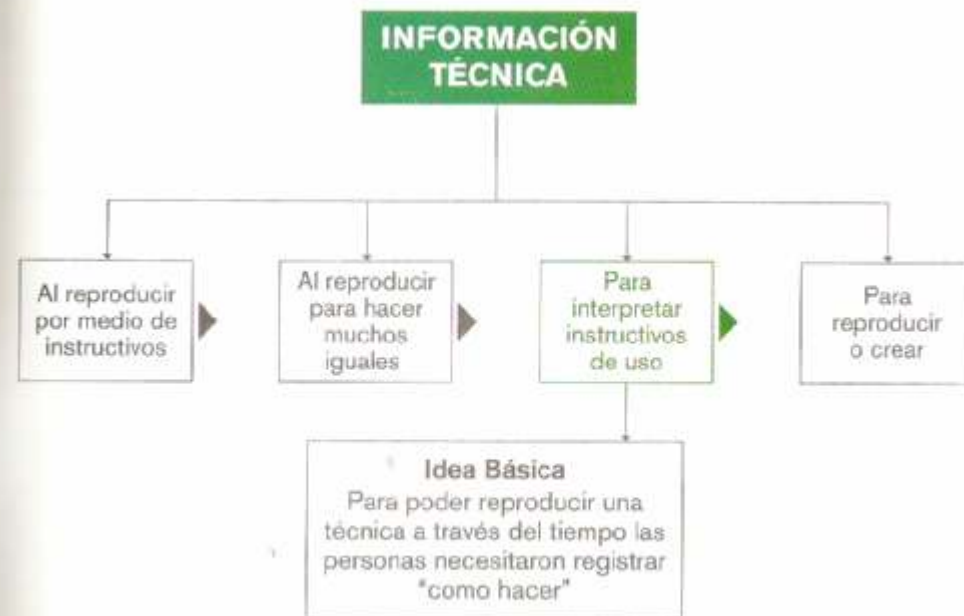 INFORMACIÓN
TÉCNICA
Al reproducir
por medio de
instructivos
Al reproducir
para hacer
muchos
iguales
Para
interpretar
instructivos
de uso
Para
reproducir
o crear
Idea Básica
Para poder reproducir una
técnica a través del tiempo las
personas necesitaron registrar
"como hacer"